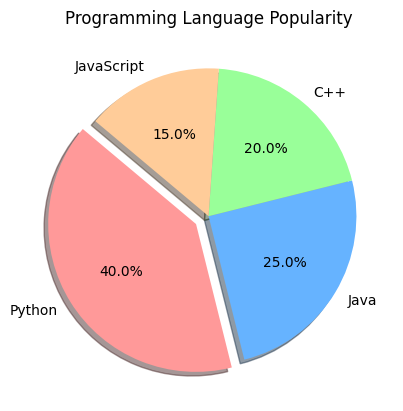 Programming Language Popularity
JavaScript
C++
15.0%
20.0%
40.0%
25.0%
Python
Java